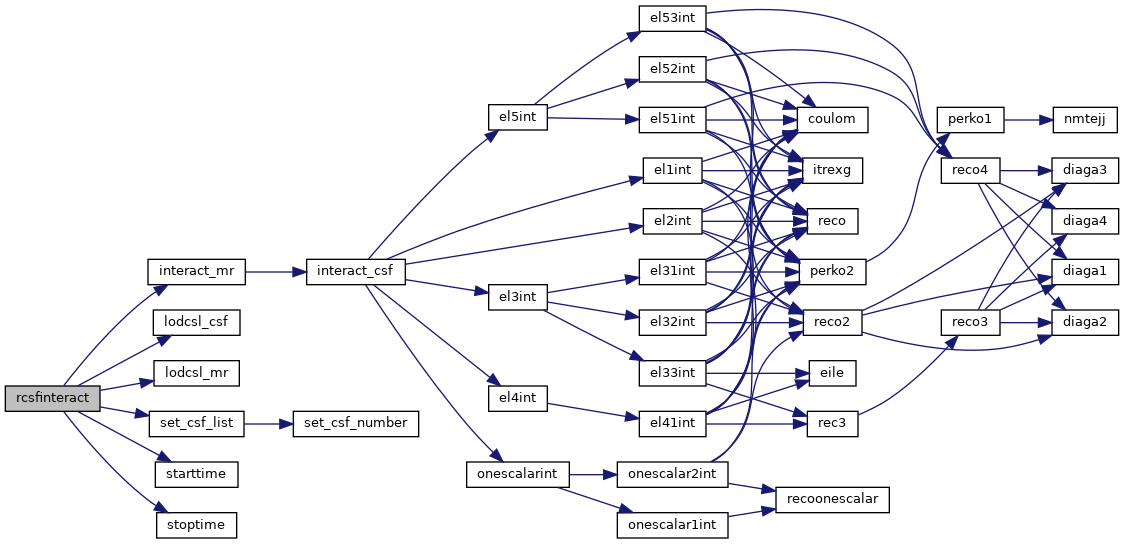 rcsfinteract
interact_mr
lodcsl_csf
lodcsl_mr
set_csf_list
starttime
stoptime
interact_csf
set_csf_number
el5int
el3int
el4int
onescalarint
el53int
el52int
el51int
el1int
el2int
el31int
el32int
el33int
el41int
onescalar2int
onescalar1int
coulom
itrexg
reco
perko2
reco2
eile
rec3
recoonescalar
perko1
reco4
reco3
nmtejj
diaga3
diaga4
diaga1
diaga2